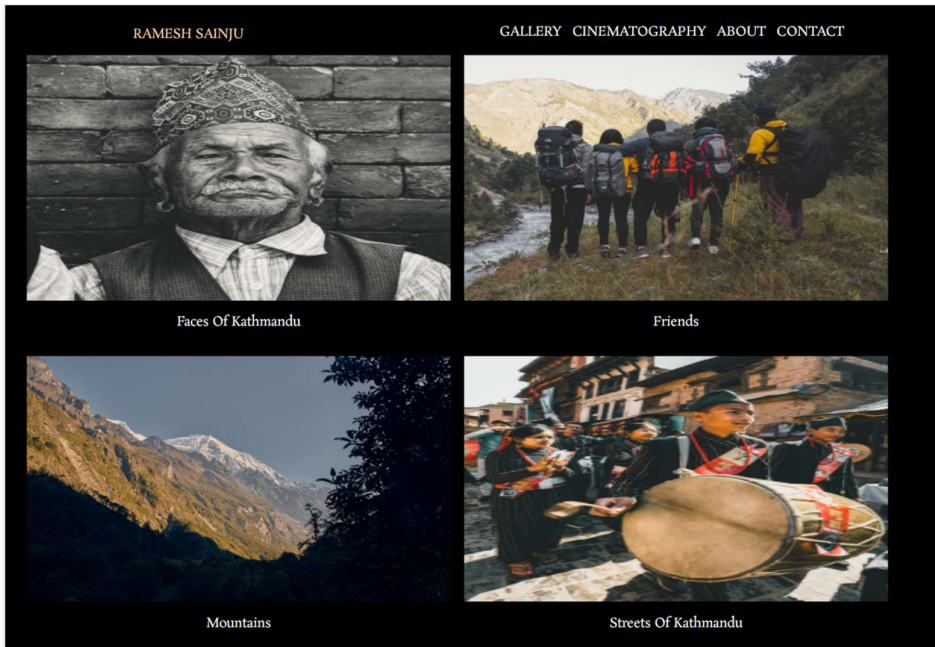 RAMESH SAINJU
GALLERY CINEMATOGRAPHY ABOUT CONTACT
Faces Of Kathmandu
Friends
Mountains
Streets Of Kathmandu